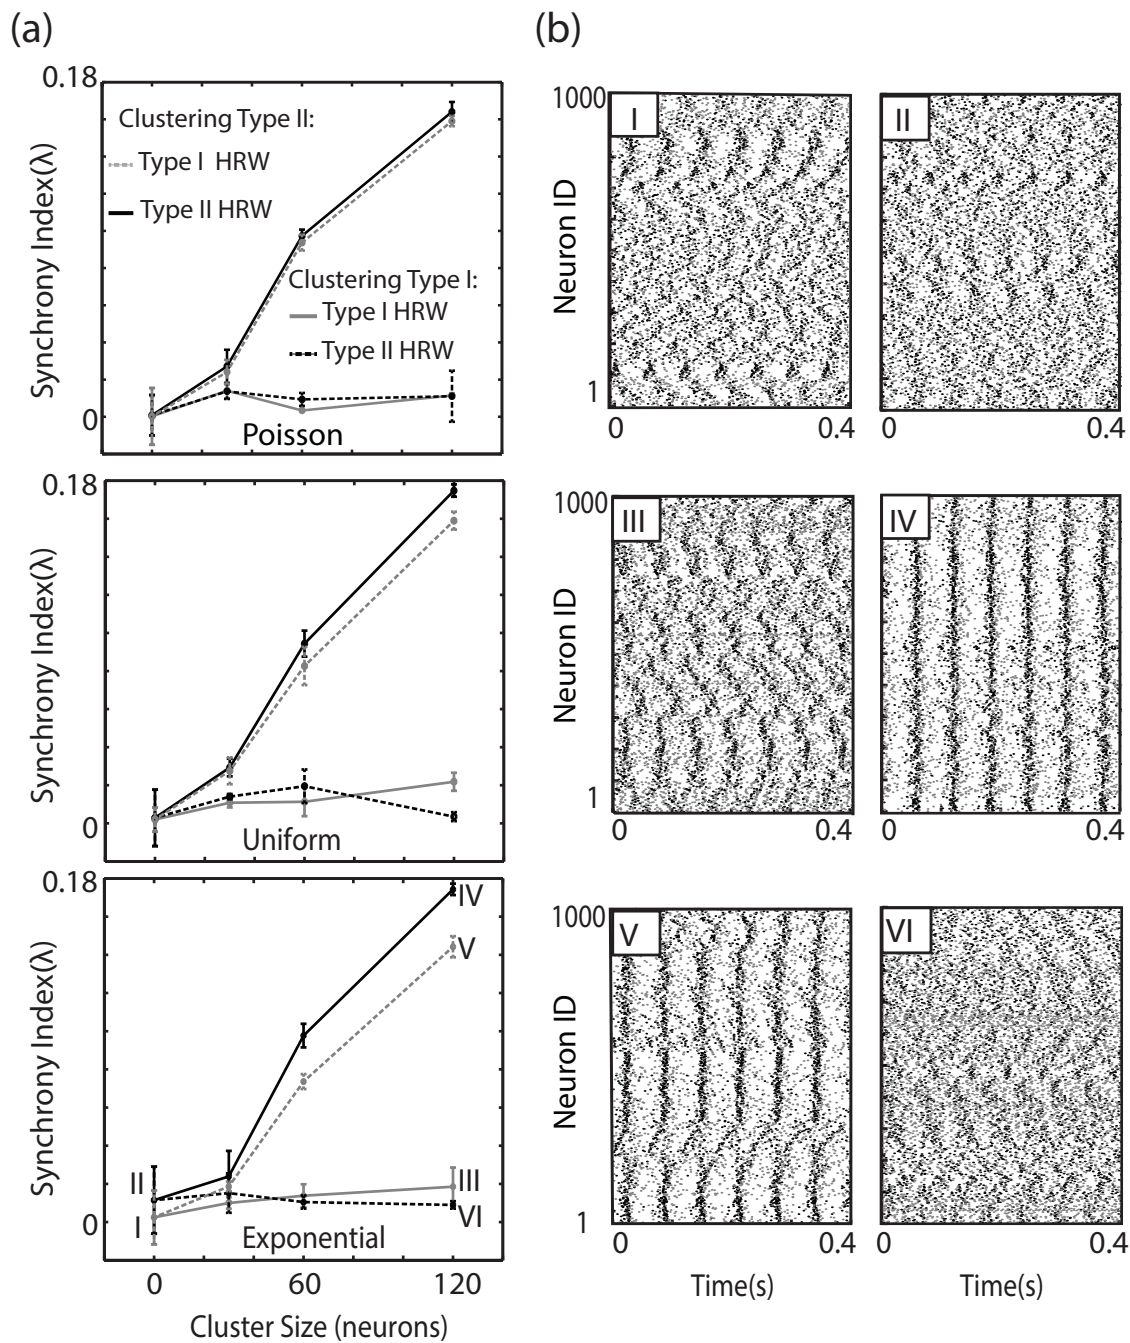 (a)
0.18
Synchrony Index(λ)
0
Clustering Type II:
Type I HRW
Type II HRW
Clustering Type I:
Type I HRW
Type II HRW
Poisson
0.18
Synchrony Index(λ)
0
Uniform
0.18
Synchrony Index(λ)
0
IV
V
III
VI
II
I
Exponential
0
60
120
Cluster Size (neurons)
(b)
1000
Neuron ID
1
I
0
0.4
II
0
0.4
1000
Neuron ID
1
III
0
0.4
IV
0
0.4
1000
Neuron ID
1
V
0
0.4
Time(s)
VI
0
0.4
Time(s)